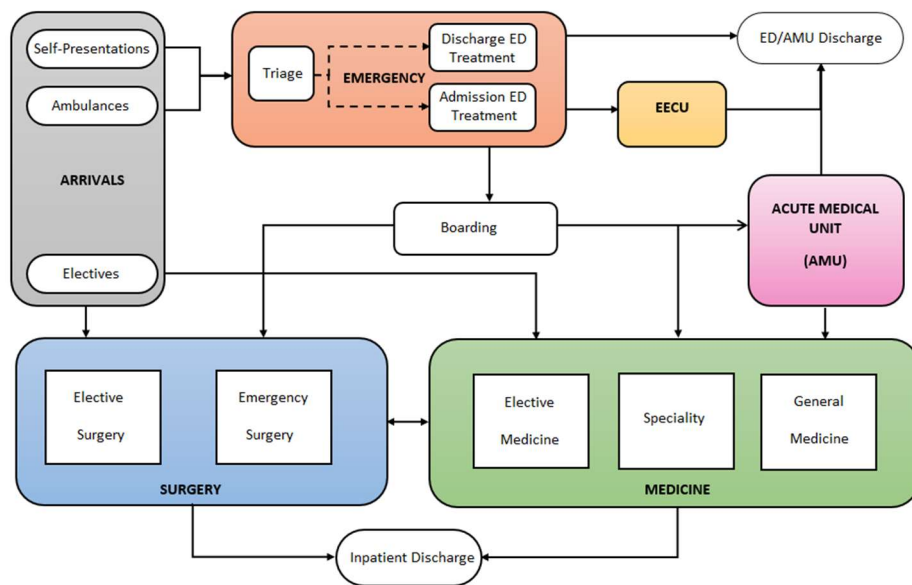 Self-Presentations
Ambulances
ARRIVALS
Electives
Triage
EMERGENCY
Discharge ED
Treatment
Admission ED
Treatment
ED/AMU Discharge
EECU
Boarding
ACUTE MEDICAL
UNIT
(AMU)
Elective
Surgery
Emergency
Surgery
SURGERY
Elective
Medicine
Speciality
General
Medicine
MEDICINE
Inpatient Discharge